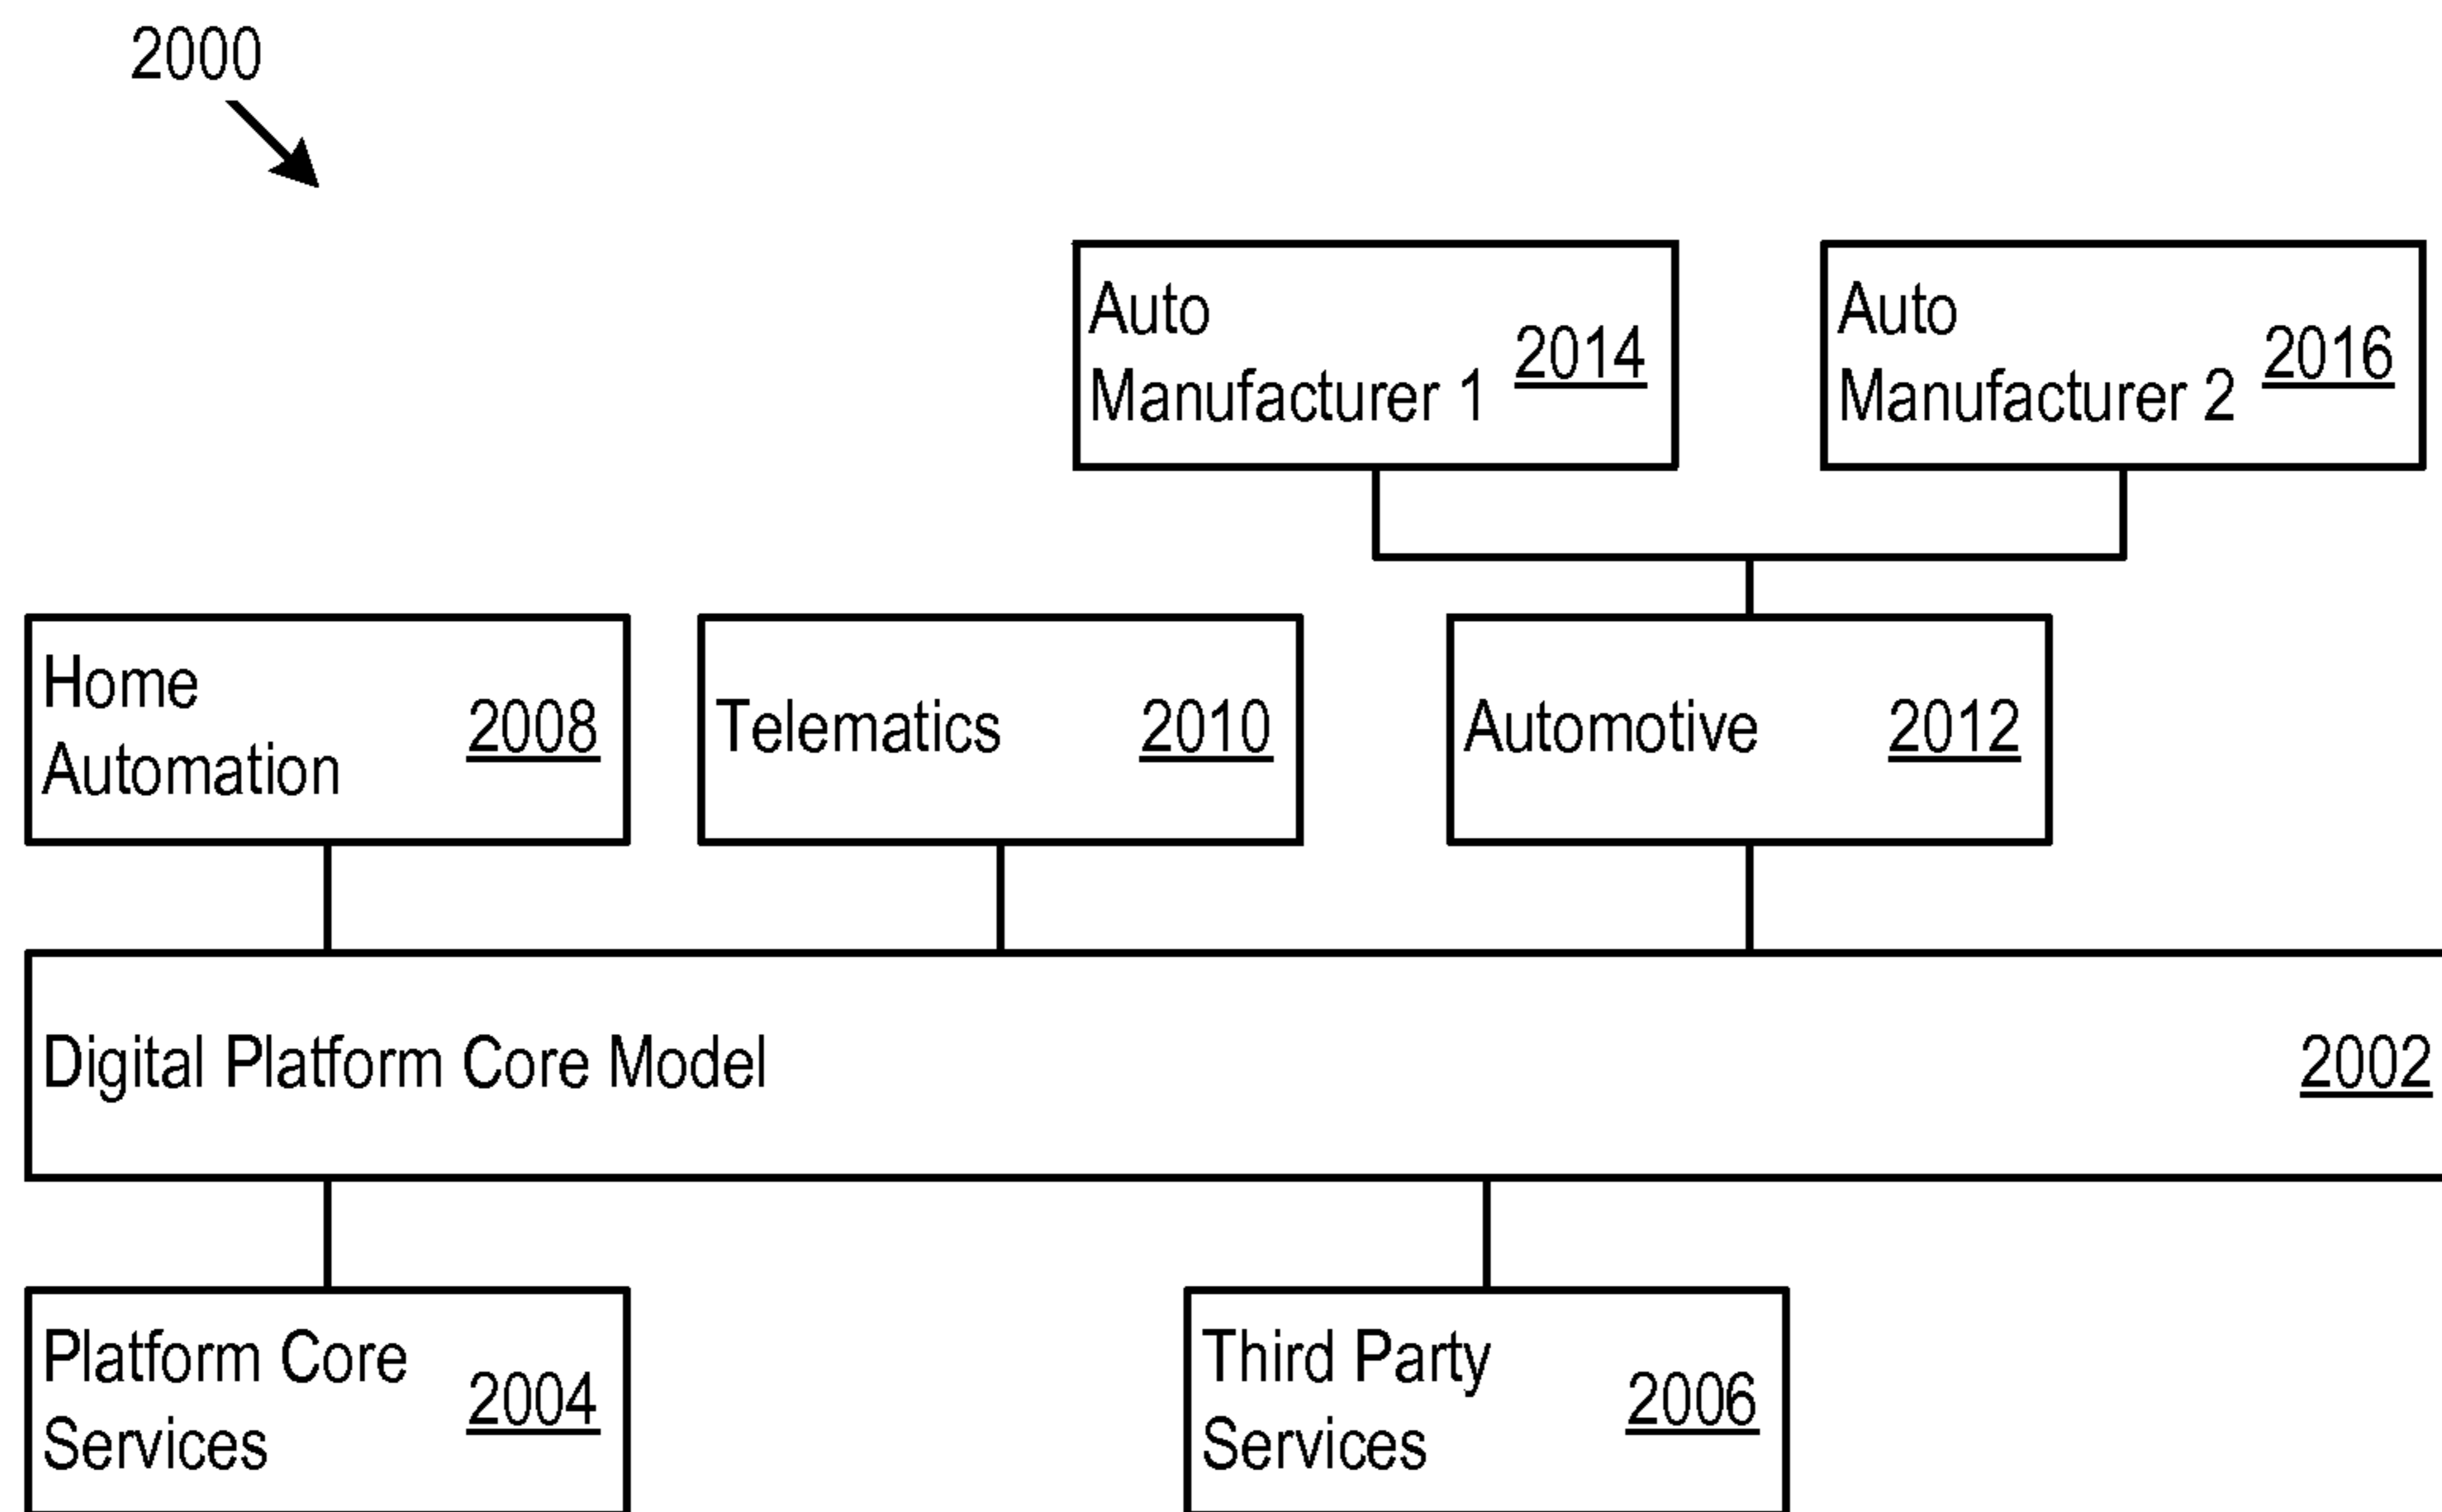 2000
Auto
Manufacturer 1
2014
Auto
Manufacturer 2
2016
Home
Automation
2008
Telematics
2010
Automotive
2012
Digital Platform Core Model
2002
Platform Core
Services
2004
Third Party
Services
2006